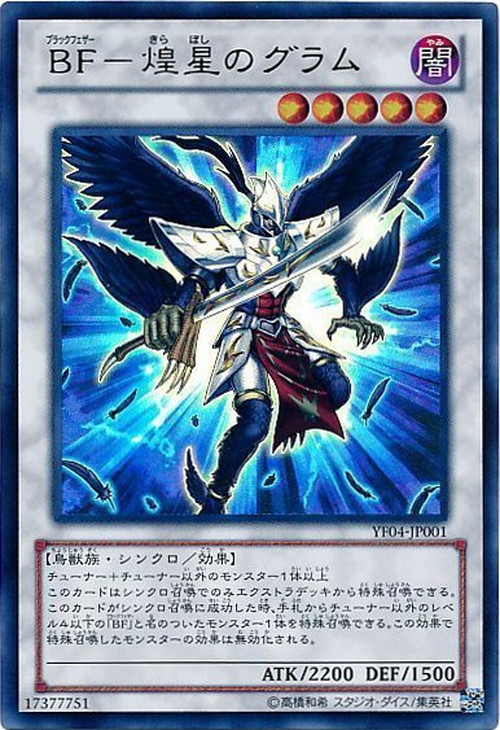 ブラックフェザー きら ぼし
BF－煌星のグラム
やみ
闇
YF04-JP001
【鳥獣族・シンクロ／効果】
チューナー＋チューナー以外のモンスター1体以上
このカードはシンクロ召喚でのみエクストラデッキから特殊召喚できる。
このカードがシンクロ召喚に成功した時、手札からチューナー以外のレベ
ル4以下の「BF」と名のついたモンスター1体を特殊召喚できる。この効果で
特殊召喚したモンスターの効果は無効化される。
ATK/2200 DEF/1500
17377751 ©高橋和希 スタジオ・ダイス/集英社